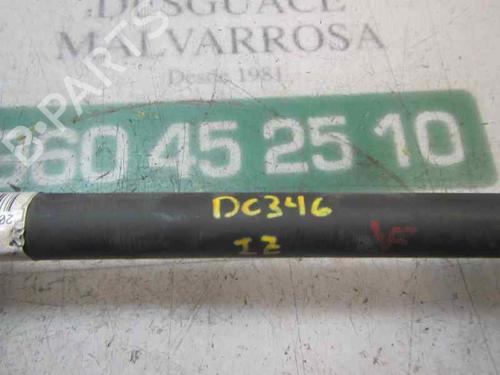 DESGUACE
MALVARROSA
Desde 1981
960 45 25 10
B-PARTS
DC346
IZ